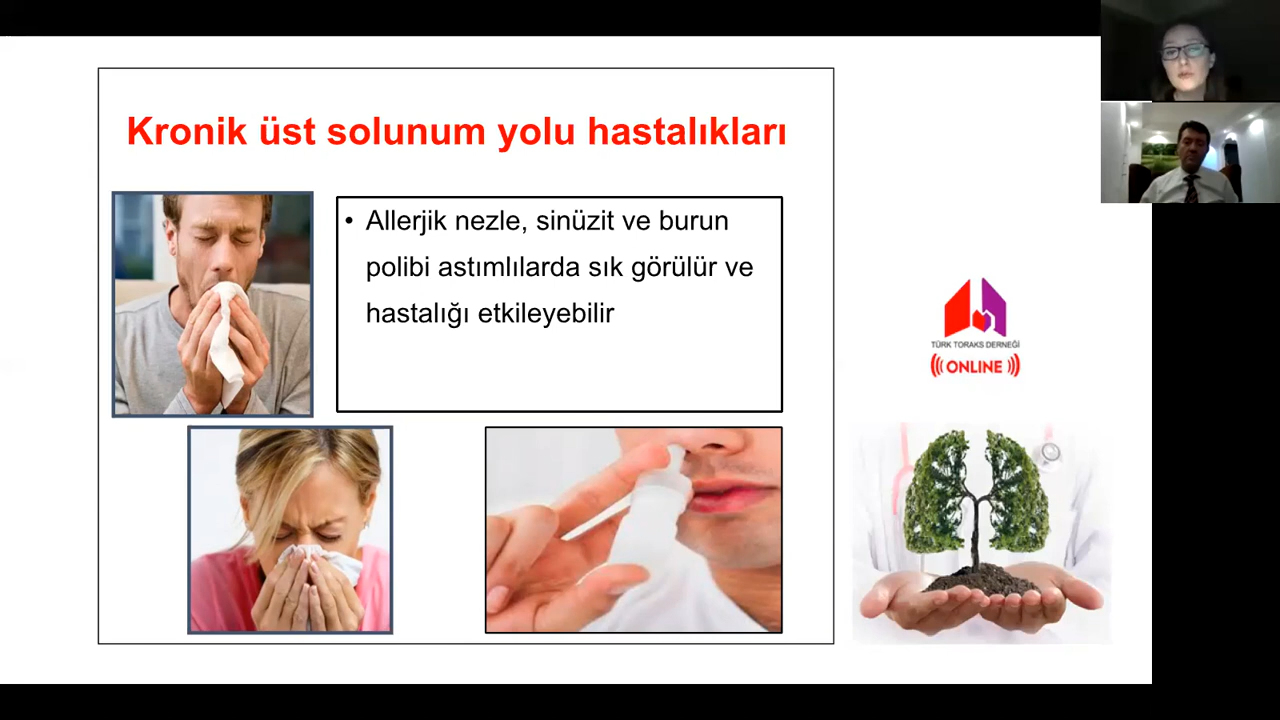 Kronik üst solunum yolu hastalıkları
• Allerjik nezle, sinüzit ve burun
polibi astımlılarda sık görülür ve
hastalığı etkileyebilir
TÜRK TORAKS DERNEĞİ
ONLINE